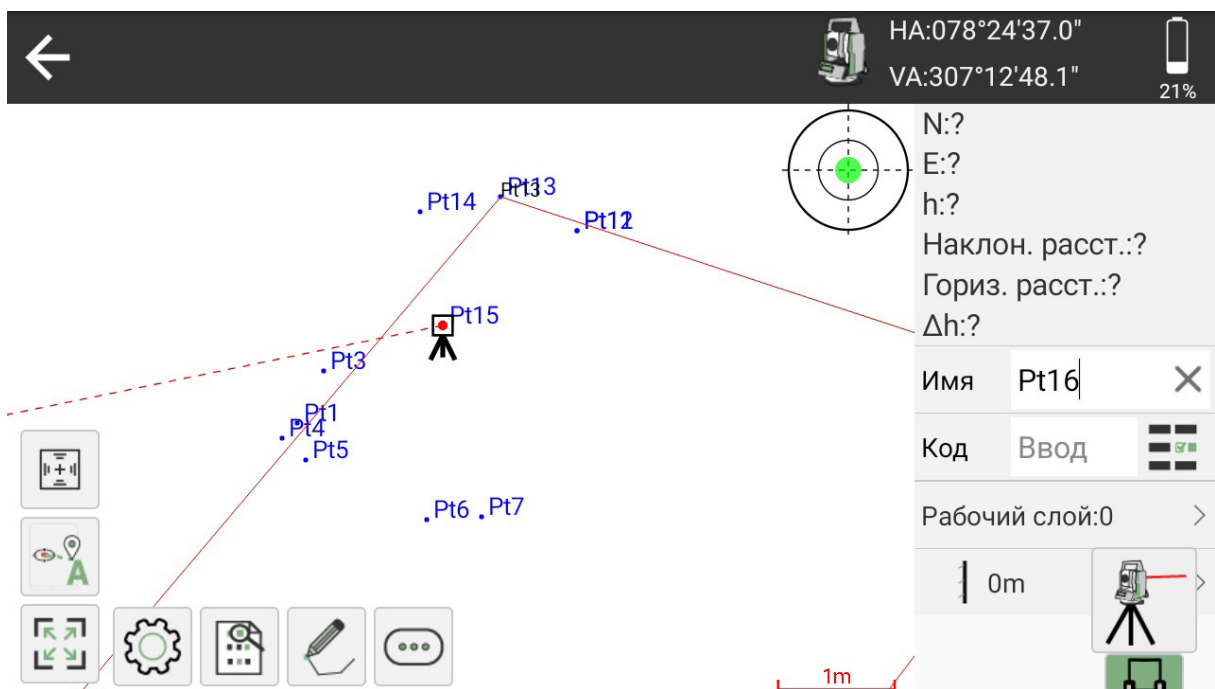 HA:078°24'37.0"
VA:307°12'48.1"
21%
N:?
E:?
h:?
Наклон. расст.:?
Гориз. расст.:?
Δh:?
Имя Pt16
Код Ввод
Рабочий слой:0
0m
Pt13
Pt13
Pt14
Pt12
Pt15
Pt3
Pt1
Pt4
Pt5
Pt6
Pt7
A
1m